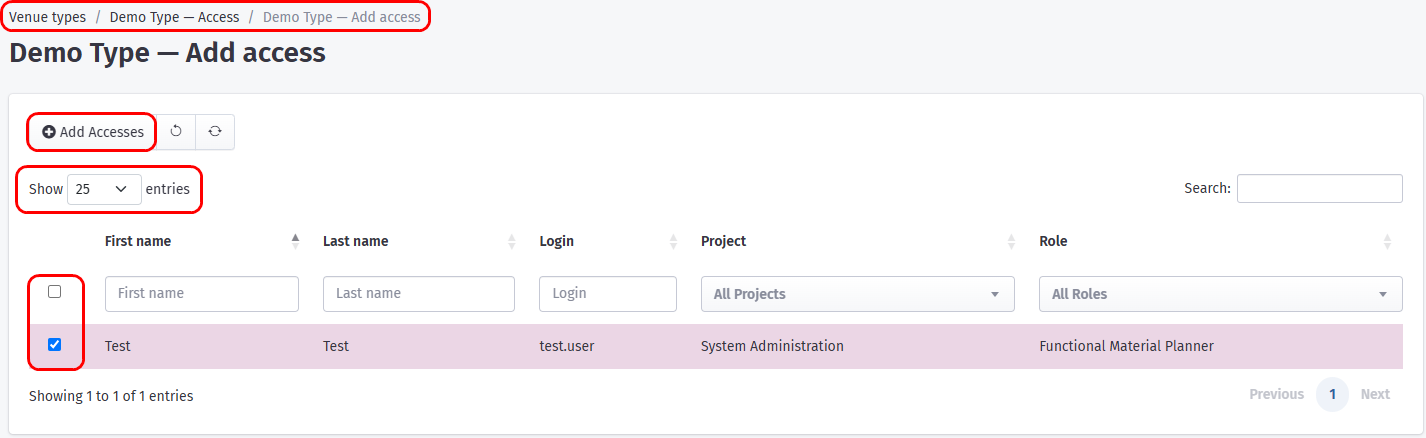 Venue types / Demo Type — Access / Demo Type — Add access
Demo Type — Add access
Add Accesses
Show 25 entries Search:
First name Last name Login Project Role
First name Last name Login All Projects All Roles
Test Test test.user System Administration Functional Material Planner
Showing 1 to 1 of 1 entries Previous 1 Next